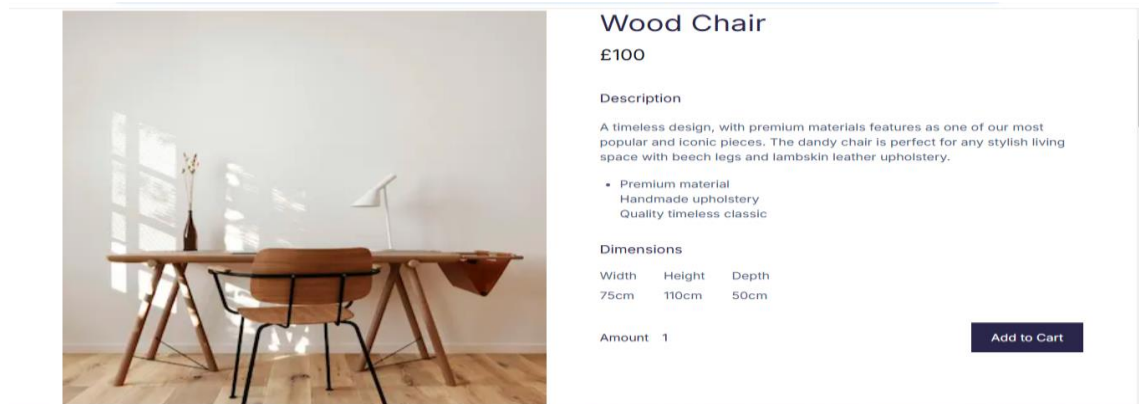 Wood Chair
£100
Description
A timeless design, with premium materials features as one of our most
popular and iconic pieces. The dandy chair is perfect for any stylish living
space with beech legs and lambskin leather upholstery.
• Premium material
Handmade upholstery
Quality timeless classic
Dimensions
Width Height Depth
75cm 110cm 50cm
Amount 1 Add to Cart